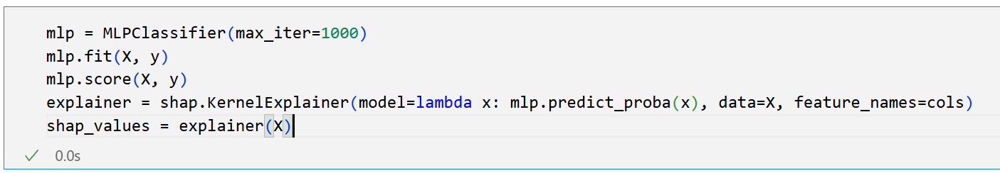 mlp = MLPClassifier(max_iter=1000)
mlp.fit(X, y)
mlp.score(X, y)
explainer = shap.KernelExplainer(model=lambda x: mlp.predict_proba(x), data=X, feature_names=cols)
shap_values = explainer(X)
0.0s